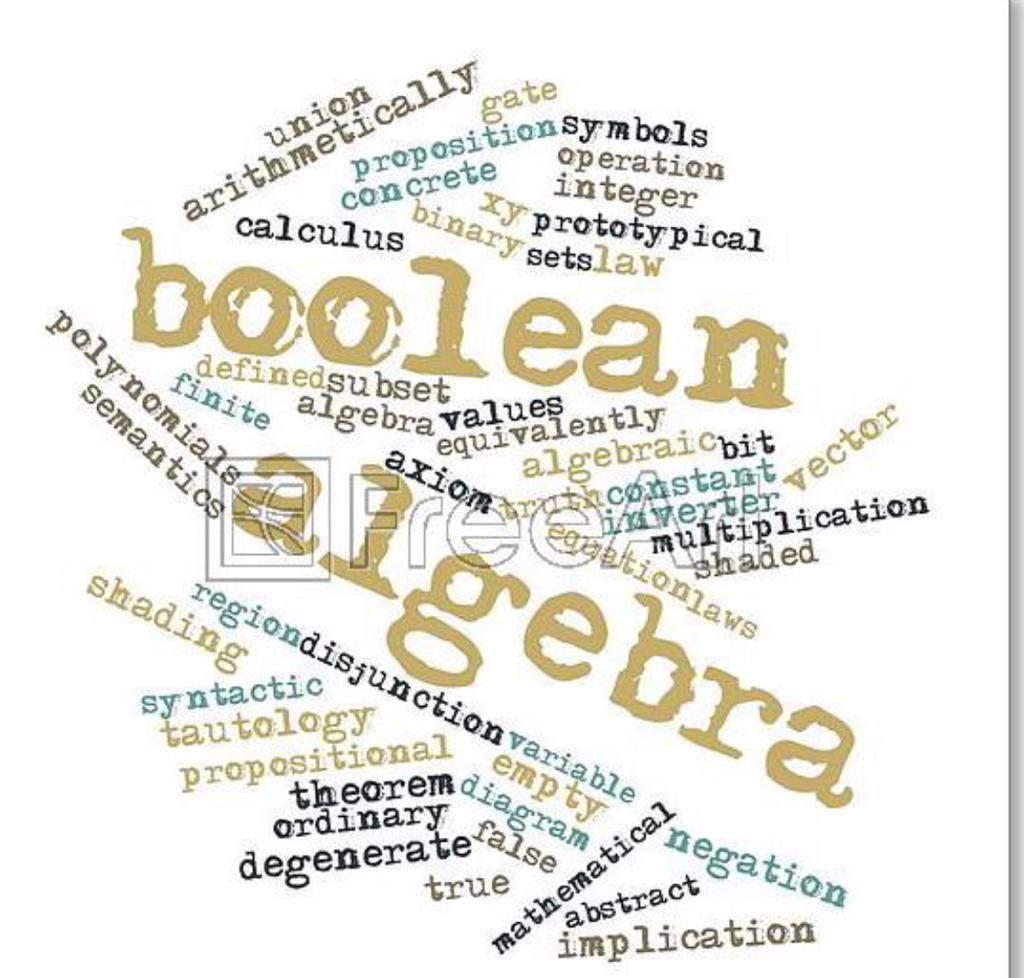 union
arithmetically
gate
proposition
symbols
concrete
operation
integer
xy
binary
prototypical
calculus
sets
law
boolean
polynomials
defined
subset
finite
algebra
values
semantics
equivalently
algebraic
bit
vector
axiom
truth
constant
inverter
multiplication
equation
laws
shaded
algebra
shading
region
disjunction
syntactic
tautology
propositional
variable
empty
theorem
diagram
ordinary
false
degenerate
true
mathematical
negation
abstract
implication